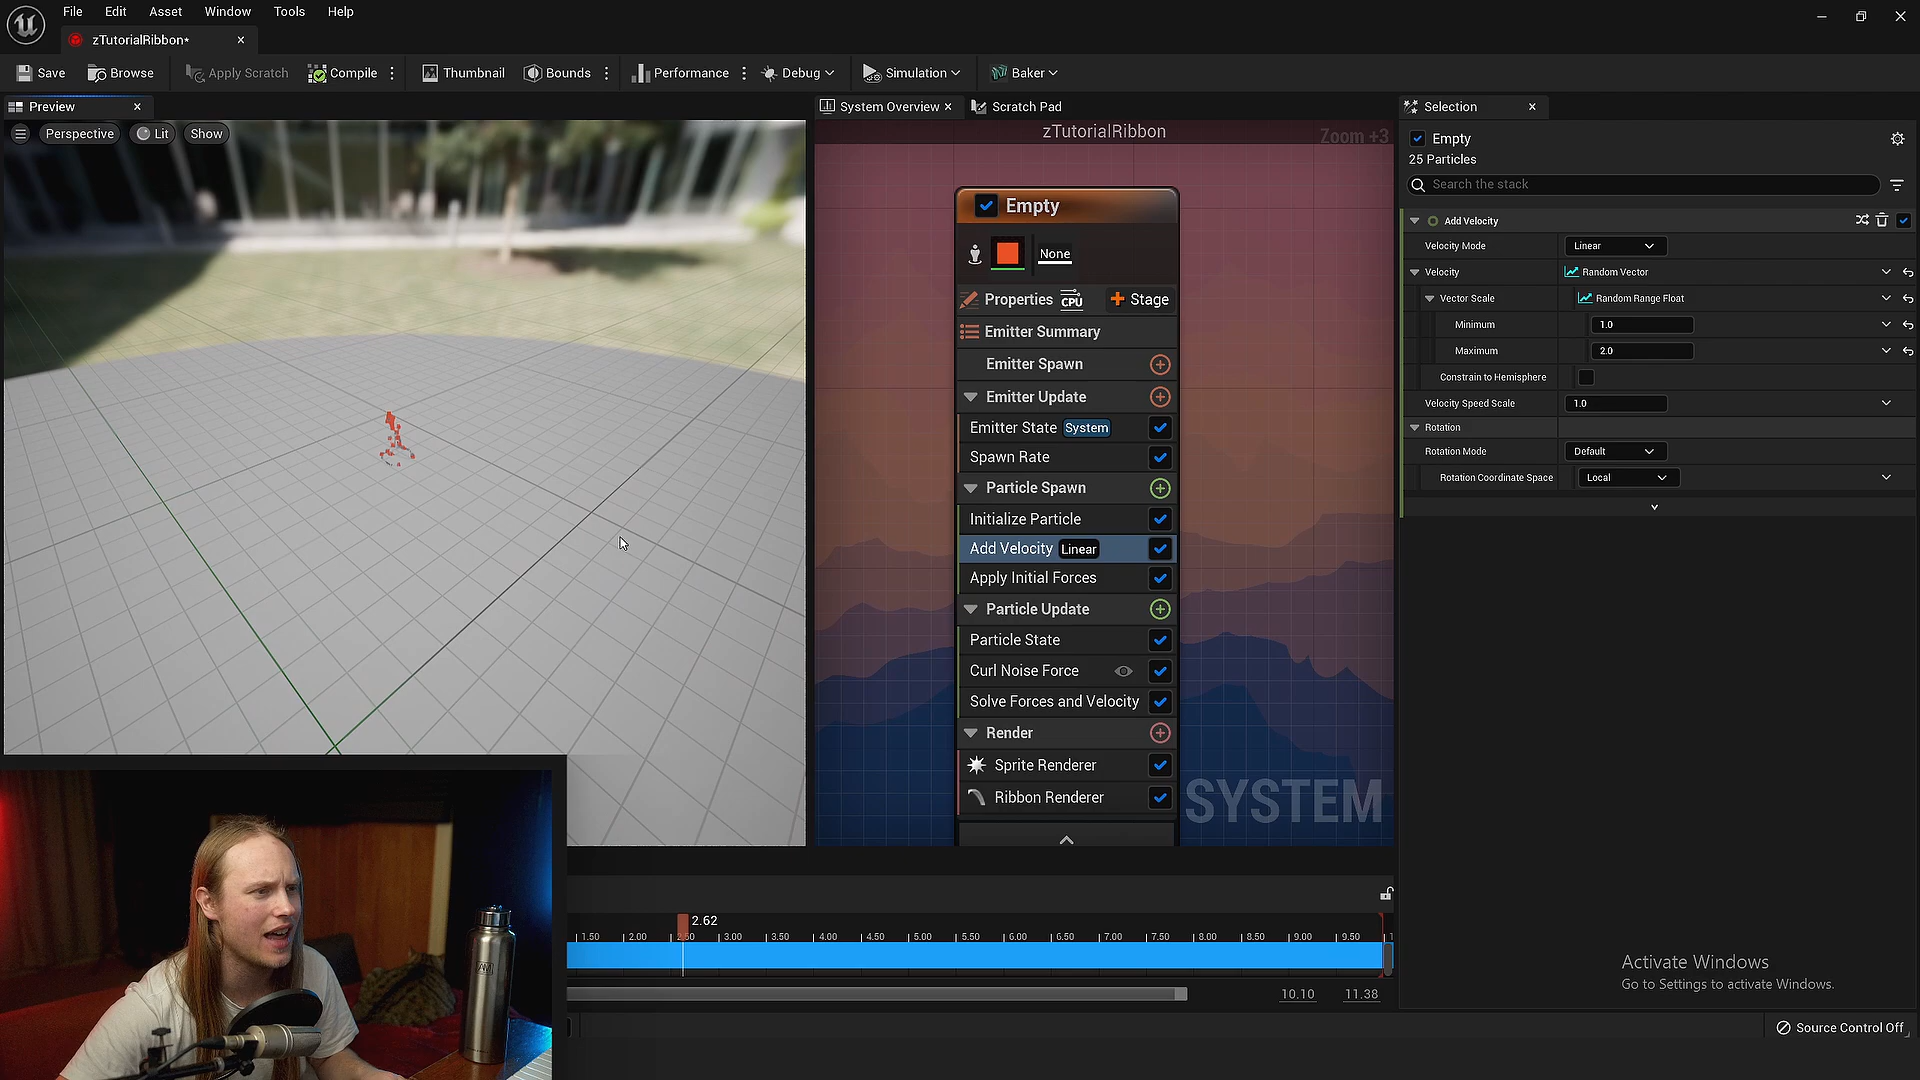 File Edit Asset Window Tools Help
zTutorialRibbon*
Save Browse Apply Scratch Compile Thumbnail Bounds Performance Debug Simulation Baker
Preview
Perspective Lit Show
System Overview Scratch Pad
zTutorialRibbon
Zoom +3
Empty
None
Properties CPU Stage
Emitter Summary
Emitter Spawn
Emitter Update
Emitter State System
Spawn Rate
Particle Spawn
Initialize Particle
Add Velocity Linear
Apply Initial Forces
Particle Update
Particle State
Curl Noise Force
Solve Forces and Velocity
Render
Sprite Renderer
Ribbon Renderer
SYSTEM
Selection
Empty
25 Particles
Search the stack
Add Velocity
Velocity Mode Linear
Velocity Random Vector
Vector Scale Random Range Float
Minimum 1.0
Maximum 2.0
Constrain to Hemisphere
Velocity Speed Scale 1.0
Rotation
Rotation Mode Default
Rotation Coordinate Space Local
2.62
1.50 2.00 2.50 3.00 3.50 4.00 4.50 5.00 5.50 6.00 6.50 7.00 7.50 8.00 8.50 9.00 9.50 1
10.10 11.38
Activate Windows
Go to Settings to activate Windows.
Source Control Off